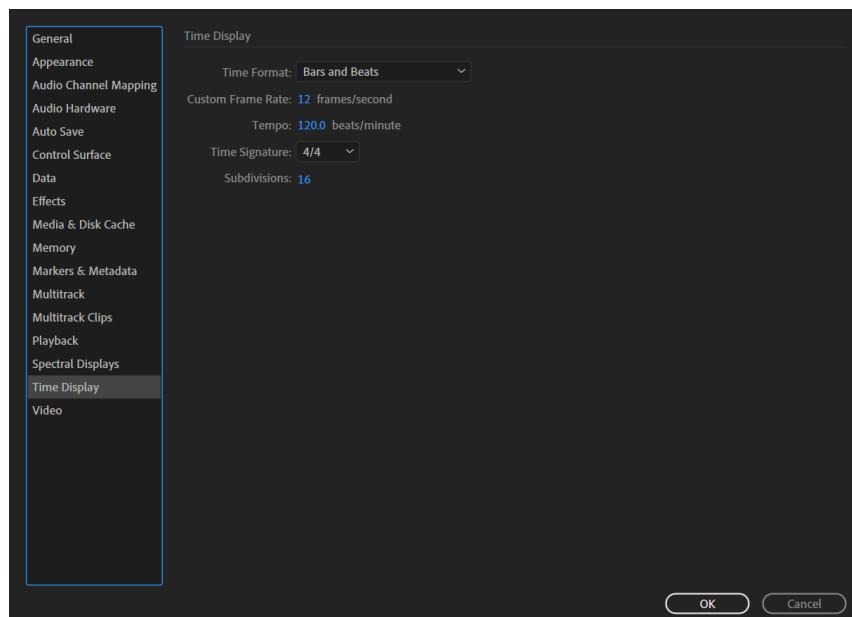 General
Appearance
Audio Channel Mapping
Audio Hardware
Auto Save
Control Surface
Data
Effects
Media & Disk Cache
Memory
Markers & Metadata
Multitrack
Multitrack Clips
Playback
Spectral Displays
Time Display
Video
Time Display
Time Format: Bars and Beats
Custom Frame Rate: 12 frames/second
Tempo: 120.0 beats/minute
Time Signature: 4/4
Subdivisions: 16
OK Cancel